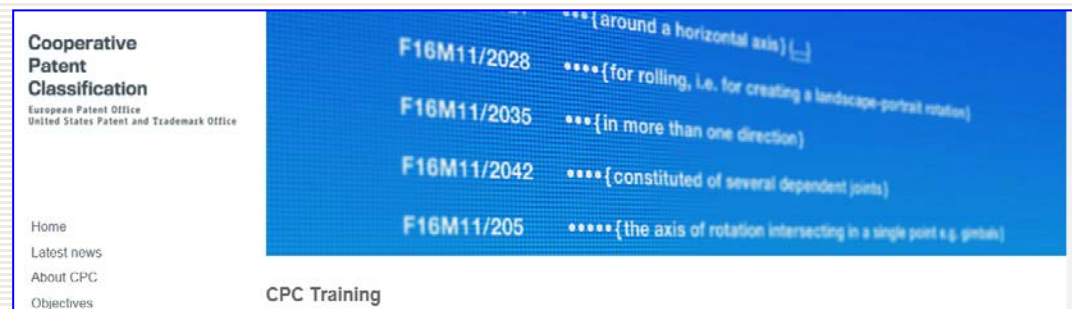 Cooperative
Patent
Classification
European Patent Office
United States Patent and Trademark Office
Home
Latest news
About CPC
Objectives
•••{around a horizontal axis}
F16M11/2028 ••••{for rolling, i.e. for creating a landscape-portrait rotation}
F16M11/2035 •••{in more than one direction}
F16M11/2042 ••••{constituted of several dependent joints}
F16M11/205 •••••{the axis of rotation intersecting in a single point e.g. gimbals}
CPC Training